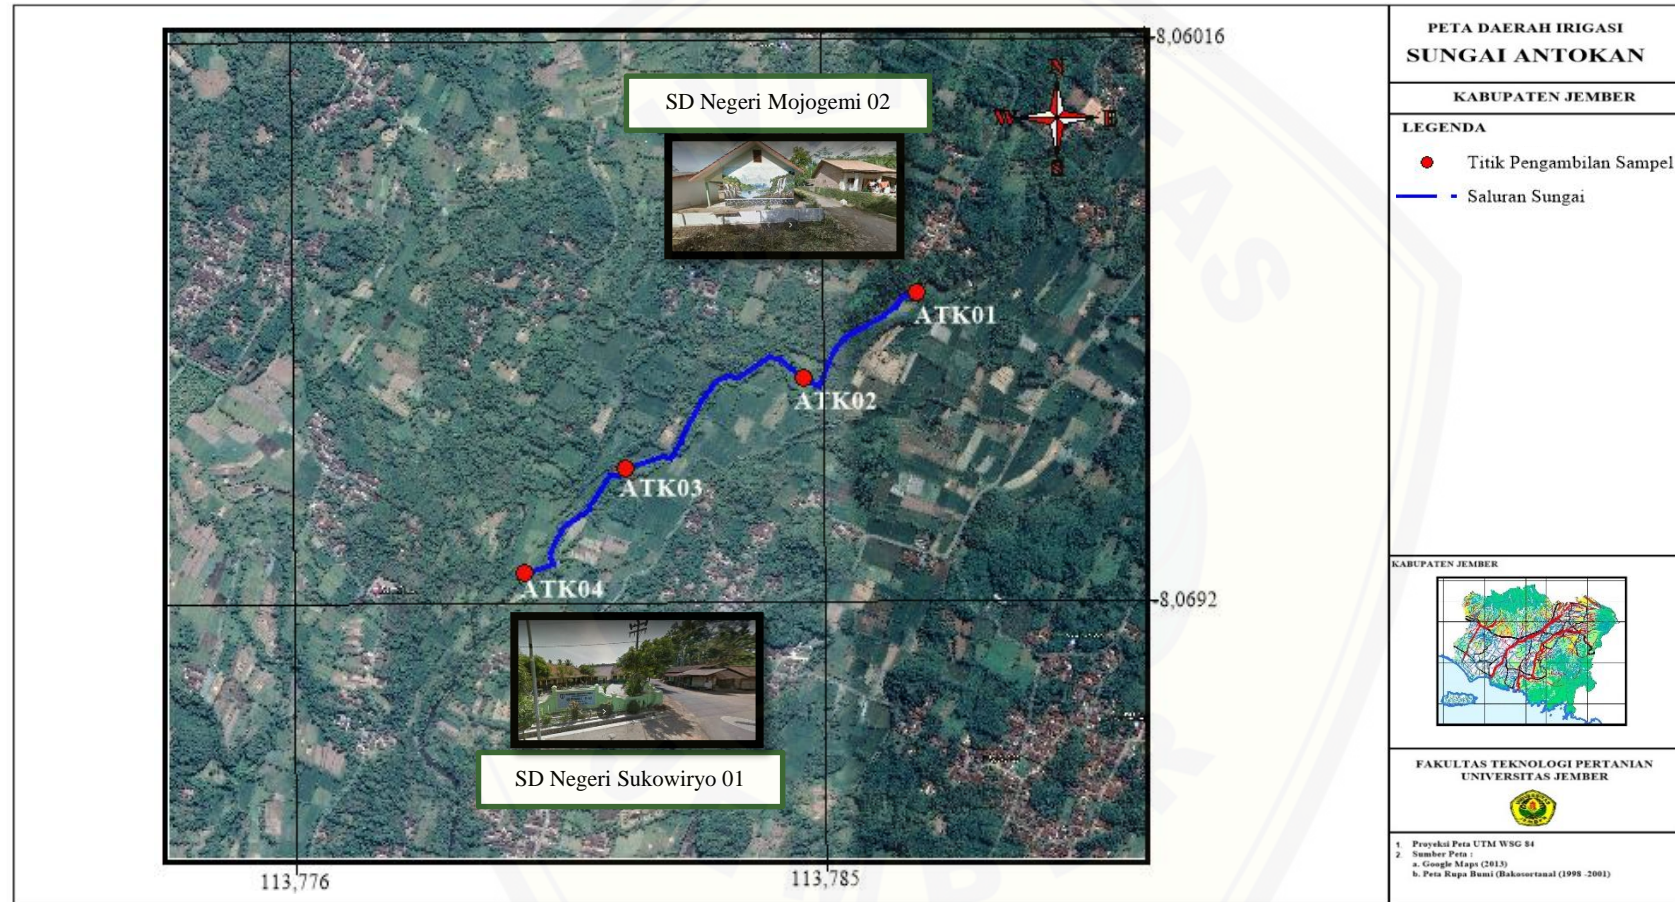 -8,06016
SD Negeri Mojogemi 02
N
W
E
S
ATK01
ATK02
ATK03
ATK04
-8,0692
SD Negeri Sukowiryo 01
113,776
113,785
PETA DAERAH IRIGASI
SUNGAI ANTOKAN
KABUPATEN JEMBER
LEGENDA
Titik Pengambilan Sampel
Saluran Sungai
KABUPATEN JEMBER
FAKULTAS TEKNOLOGI PERTANIAN
UNIVERSITAS JEMBER
1. Proyeksi Peta UTM WSG 84
2. Sumber Peta :
a. Google Maps (2013)
b. Peta Rupa Bumi (Bakosortanal (1998 -2001)